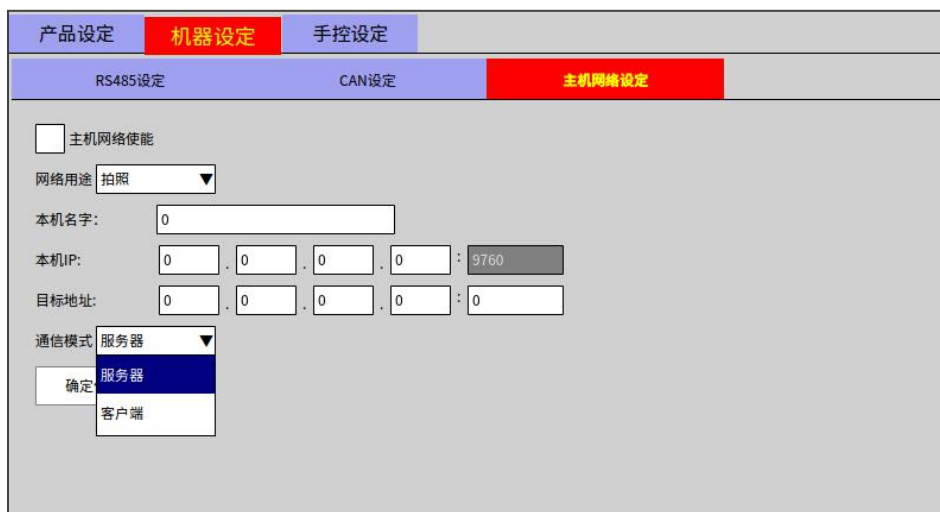 产品设定 机器设定 手控设定
RS485设定 CAN设定 主机网络设定
主机网络使能
网络用途 拍照
本机名字: 0
本机IP: 0 . 0 . 0 . 0 : 9760
目标地址: 0 . 0 . 0 . 0 : 0
通信模式 服务器
服务器
确定
客户端